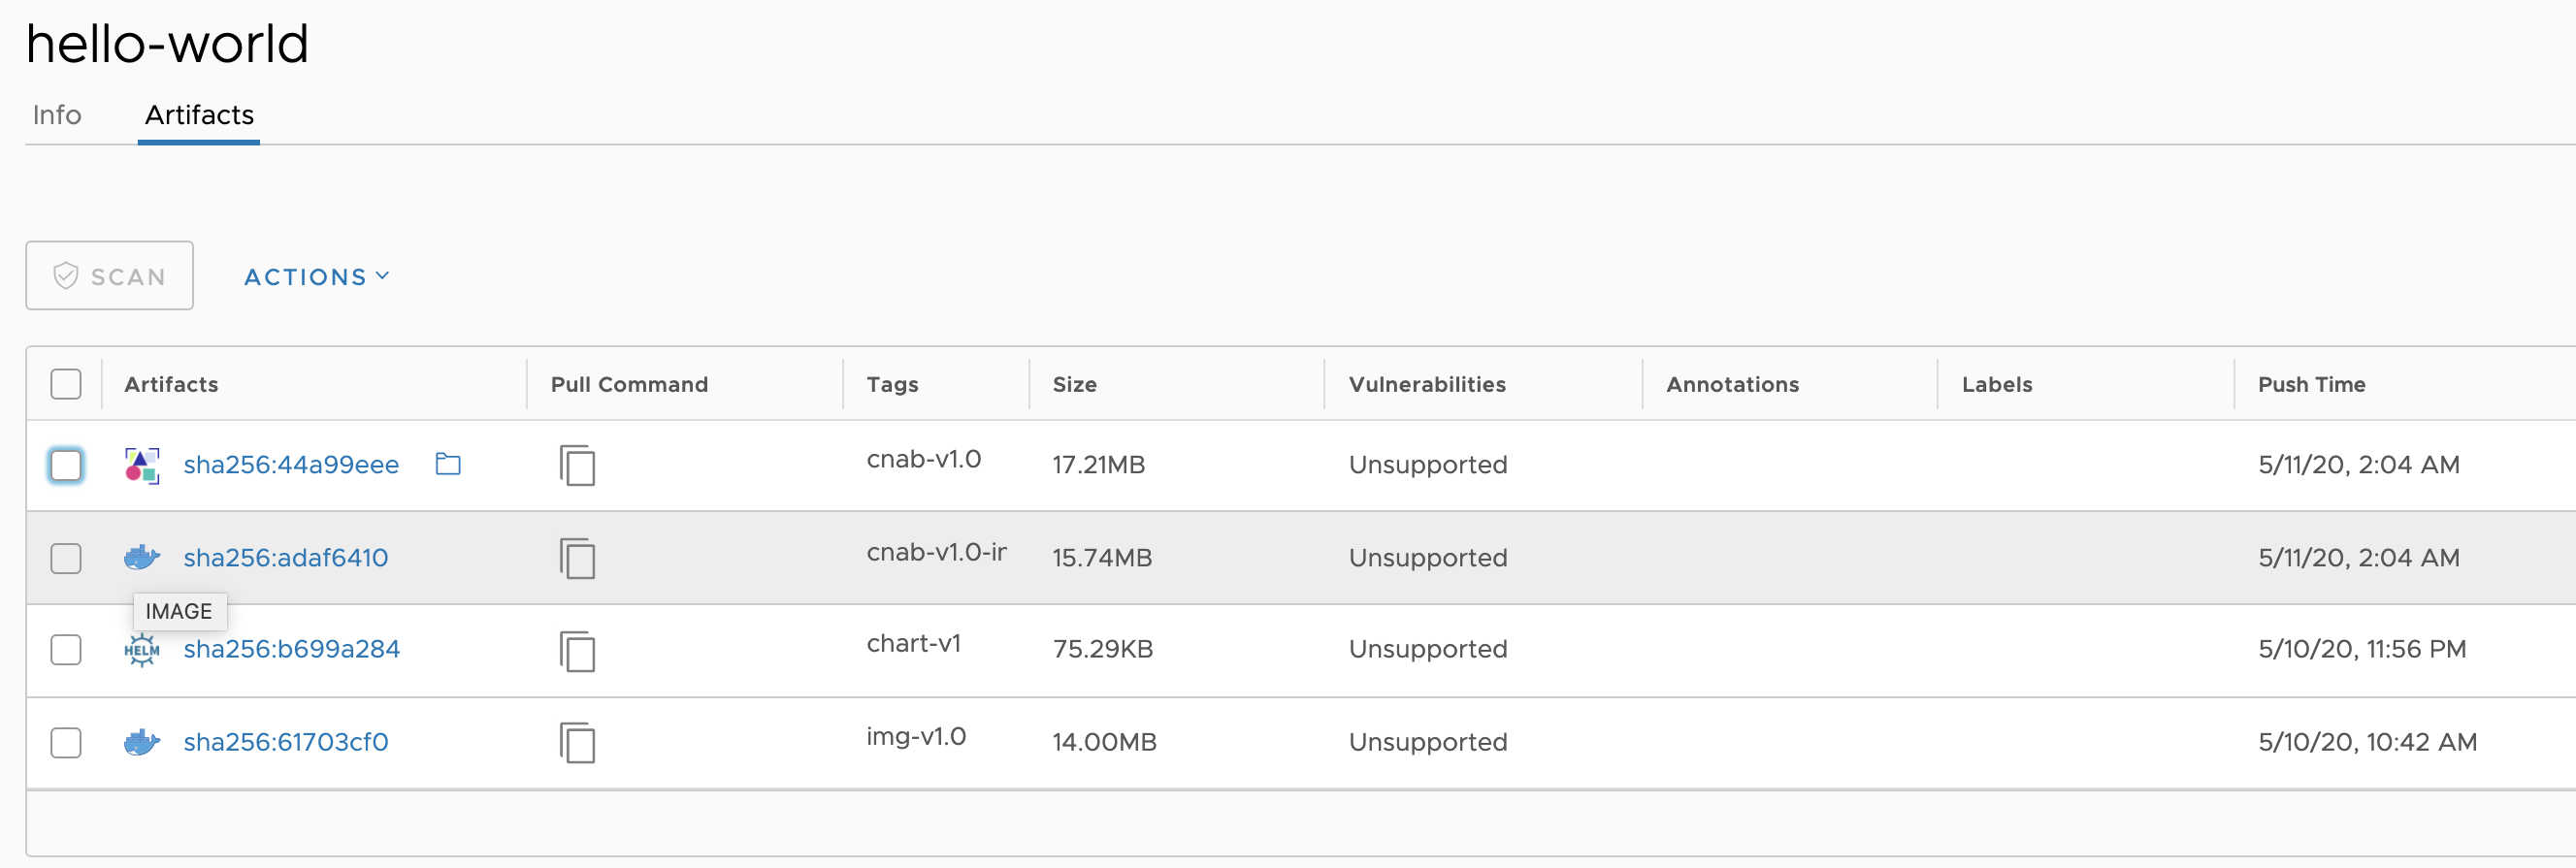 hello-world
Info Artifacts
SCAN ACTIONS
Artifacts Pull Command Tags Size Vulnerabilities Annotations Labels Push Time
sha256:44a99eee cnab-v1.0 17.21MB Unsupported 5/11/20, 2:04 AM
sha256:adaf6410 cnab-v1.0-ir 15.74MB Unsupported 5/11/20, 2:04 AM
IMAGE
HELM sha256:b699a284 chart-v1 75.29KB Unsupported 5/10/20, 11:56 PM
sha256:61703cf0 img-v1.0 14.00MB Unsupported 5/10/20, 10:42 AM